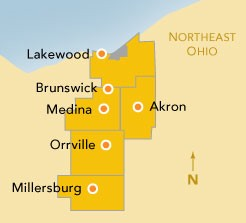 NORTHEAST
OHIO
Lakewood
Brunswick
Medina
Akron
Orrville
Millersburg
N